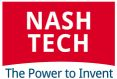 NASH
TECH
The Power to Invent